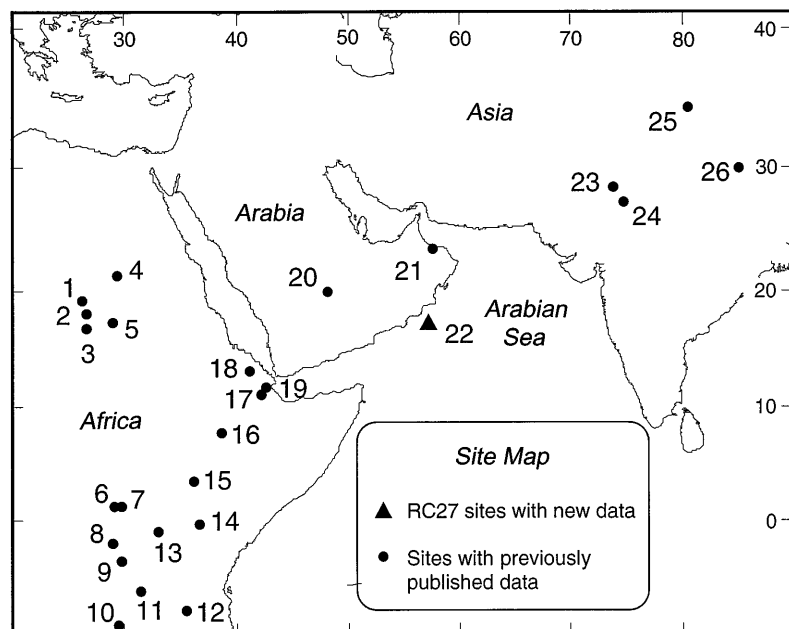 30 40 50 60 70 80 40
Asia
25
30
23 26
24
Arabia
4 20 21
1 20
2 5 Arabian
Sea
3 22
18 19
17
Africa 16 10
Site Map
15
6 7 RC27 sites with new data
14 0
8 13
Sites with previously
published data
9
11 12
10